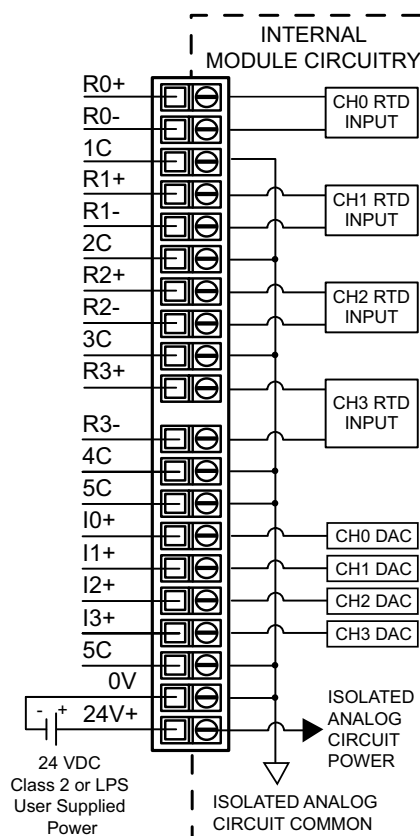 INTERNAL
MODULE CIRCUITRY
R0+
R0-
1C
R1+
R1-
2C
R2+
R2-
3C
R3+
R3-
4C
5C
I0+
I1+
I2+
I3+
5C
0V
24V+
CH0 RTD
INPUT
CH1 RTD
INPUT
CH2 RTD
INPUT
CH3 RTD
INPUT
CH0 DAC
CH1 DAC
CH2 DAC
CH3 DAC
- +
24 VDC
Class 2 or LPS
User Supplied
Power
ISOLATED
ANALOG
CIRCUIT
POWER
ISOLATED ANALOG
CIRCUIT COMMON